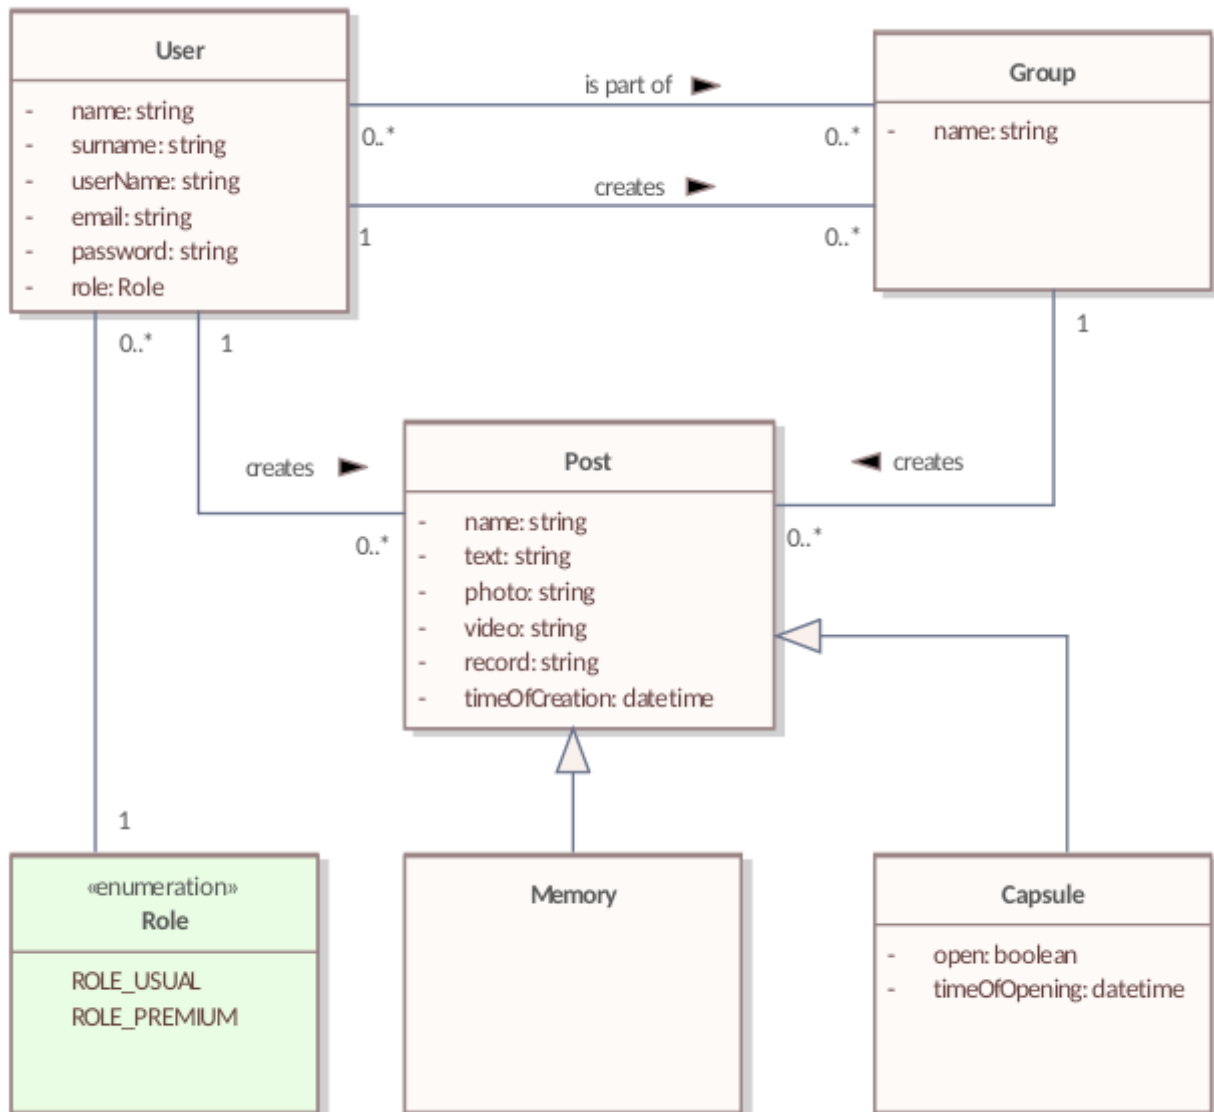 User
- name: string
- surname: string
- userName: string
- email: string
- password: string
- role: Role
is part of
0..*
0..*
creates
1
0..*
Group
- name: string
0..*
1
1
creates
0..*
creates
0..*
Post
- name: string
- text: string
- photo: string
- video: string
- record: string
- timeOfCreation: datetime
1
«enumeration»
Role
ROLE_USUAL
ROLE_PREMIUM
Memory
Capsule
- open: boolean
- timeOfOpening: datetime